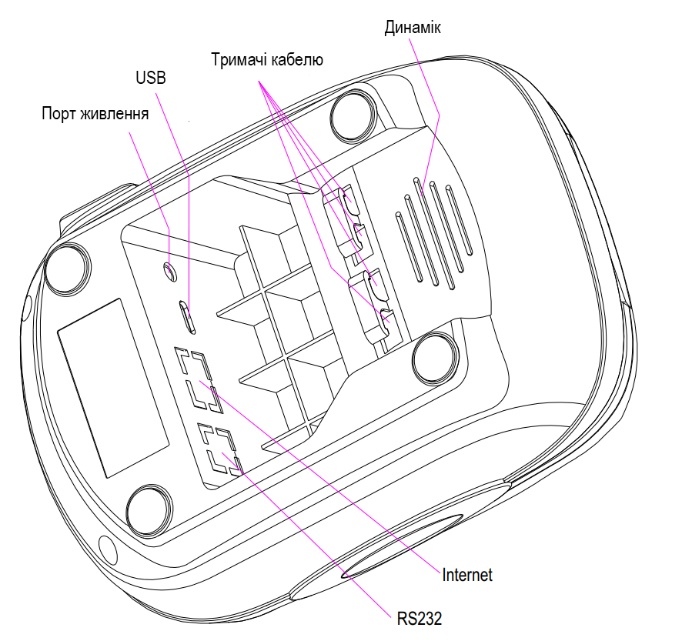 Динамік
Тримачі кабелю
USB
Порт живлення
Internet
RS232